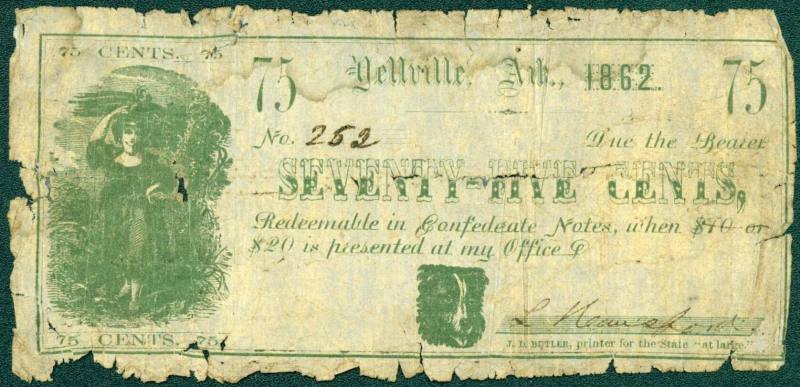 75 CENTS. 75
75 Yellville, Ark., 1862. 75
No. 252 Due the Bearer
SEVENTY-FIVE CENTS,
Redeemable in Confederate Notes, when $10 or
$20 is presented at my Office
J. D. BUTLER, printer for the State "at large."
75 CENTS. 75